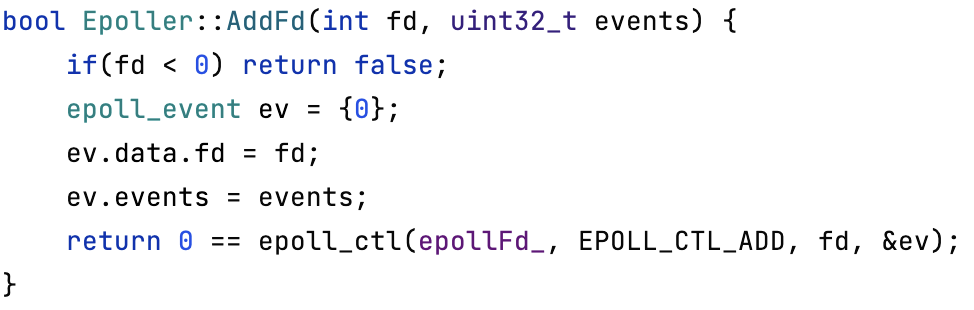 bool Epoller::AddFd(int fd, uint32_t events) {
    if(fd < 0) return false;
    epoll_event ev = {0};
    ev.data.fd = fd;
    ev.events = events;
    return 0 == epoll_ctl(epollFd_, EPOLL_CTL_ADD, fd, &ev);
}